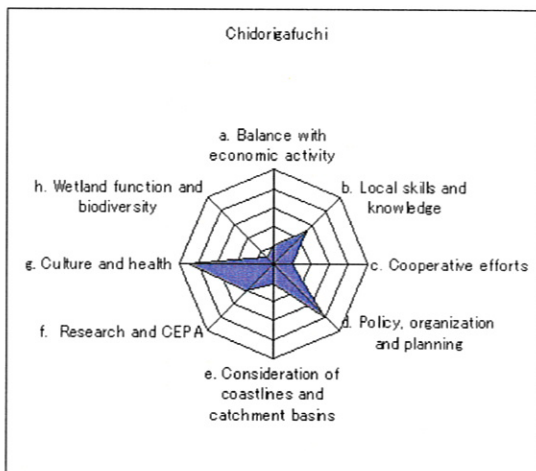 Chidorigafuchi
a. Balance with
economic activity
b. Local skills and
knowledge
c. Cooperative efforts
d. Policy, organization
and planning
e. Consideration of
coastlines and
catchment basins
f. Research and CEPA
g. Culture and health
h. Wetland function and
biodiversity